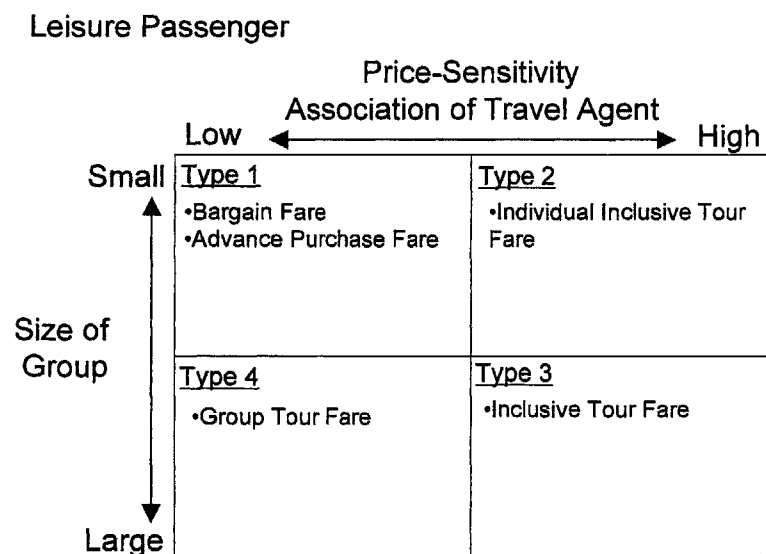 Leisure Passenger
Price-Sensitivity
Association of Travel Agent
Low
High
Small
Type 1
•Bargain Fare
•Advance Purchase Fare
Type 2
•Individual Inclusive Tour
Fare
Size of
Group
Type 4
•Group Tour Fare
Type 3
•Inclusive Tour Fare
Large